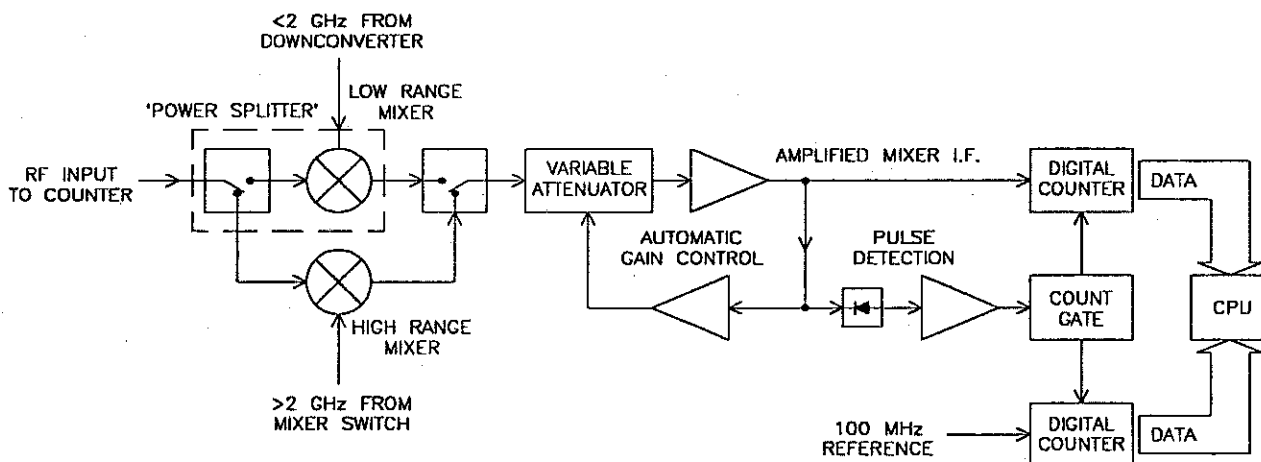 <2 GHz FROM
DOWNCONVERTER
LOW RANGE
MIXER
'POWER SPLITTER'
RF INPUT
TO COUNTER
VARIABLE
ATTENUATOR
AMPLIFIED MIXER I.F.
DIGITAL
COUNTER
DATA
AUTOMATIC
GAIN CONTROL
PULSE
DETECTION
COUNT
GATE
CPU
HIGH RANGE
MIXER
>2 GHz FROM
MIXER SWITCH
100 MHz
REFERENCE
DIGITAL
COUNTER
DATA